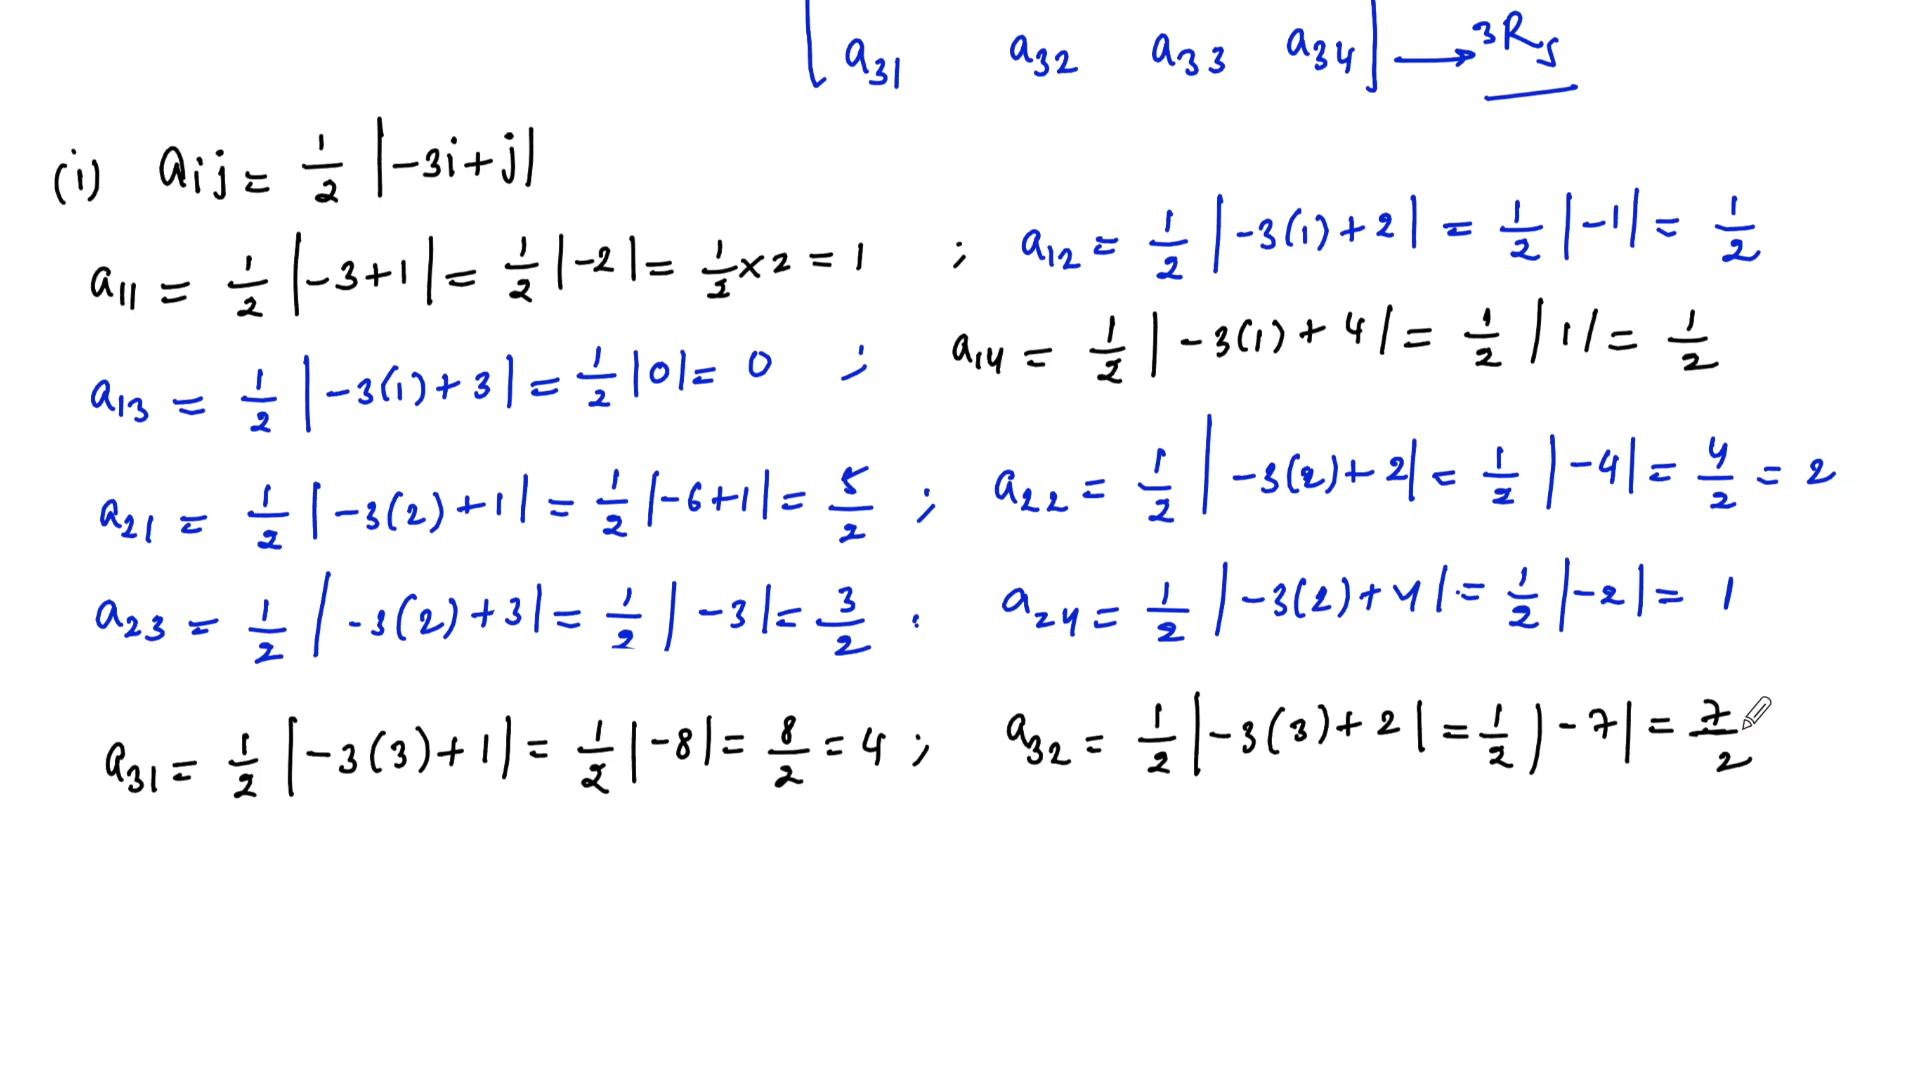 [ a31 a32 a33 a34 ] → 3Rs
(i) aij = 1/2 |-3i+j|
a11 = 1/2 |-3+1| = 1/2 |-2| = 1/2 × 2 = 1 ; a12 = 1/2 |-3(1)+2| = 1/2 |-1| = 1/2
a13 = 1/2 |-3(1)+3| = 1/2 |0| = 0 ; a14 = 1/2 |-3(1)+4| = 1/2 |1| = 1/2
a21 = 1/2 |-3(2)+1| = 1/2 |-6+1| = 5/2 ; a22 = 1/2 |-3(2)+2| = 1/2 |-4| = 4/2 = 2
a23 = 1/2 |-3(2)+3| = 1/2 |-3| = 3/2 . a24 = 1/2 |-3(2)+4| = 1/2 |-2| = 1
a31 = 1/2 |-3(3)+1| = 1/2 |-8| = 8/2 = 4 ; a32 = 1/2 |-3(3)+2| = 1/2 |-7| = 7/2